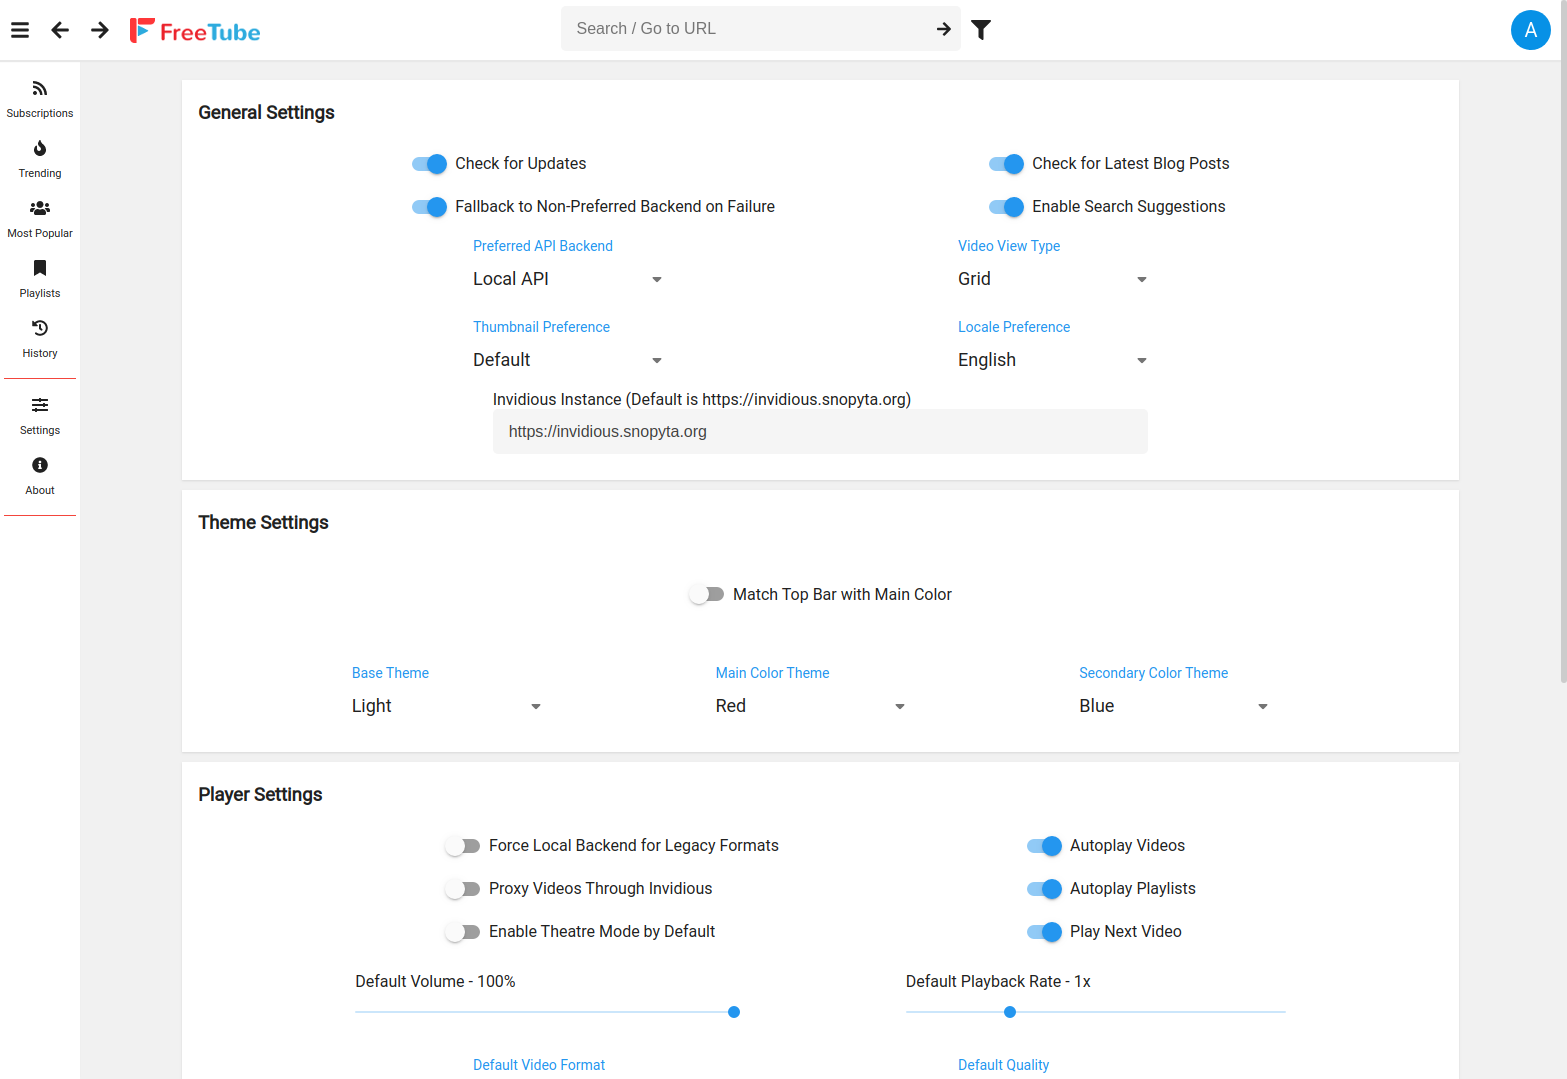 FreeTube
Search / Go to URL
A
Subscriptions
Trending
Most Popular
Playlists
History
Settings
About
General Settings
Check for Updates
Check for Latest Blog Posts
Fallback to Non-Preferred Backend on Failure
Enable Search Suggestions
Preferred API Backend
Video View Type
Local API
Grid
Thumbnail Preference
Locale Preference
Default
English
Invidious Instance (Default is https://invidious.snopyta.org)
https://invidious.snopyta.org
Theme Settings
Match Top Bar with Main Color
Base Theme
Main Color Theme
Secondary Color Theme
Light
Red
Blue
Player Settings
Force Local Backend for Legacy Formats
Autoplay Videos
Proxy Videos Through Invidious
Autoplay Playlists
Enable Theatre Mode by Default
Play Next Video
Default Volume - 100%
Default Playback Rate - 1x
Default Video Format
Default Quality